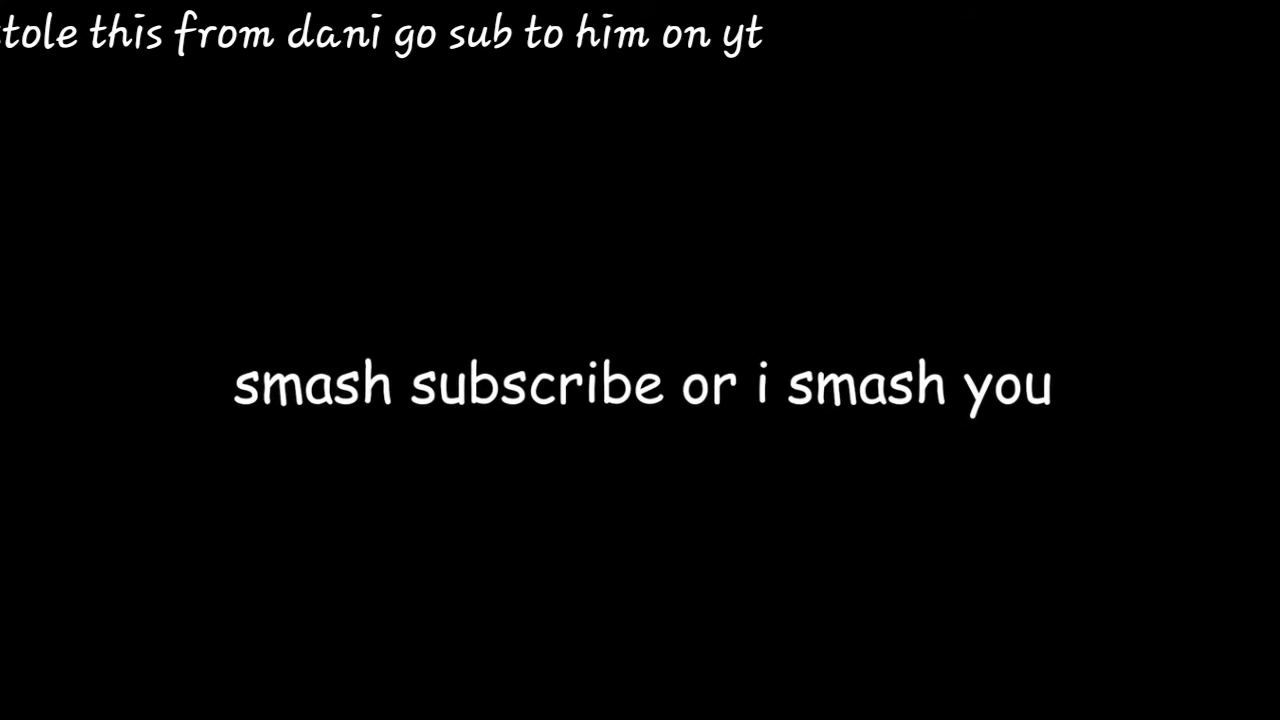 tole this from dani go sub to him on yt
smash subscribe or i smash you